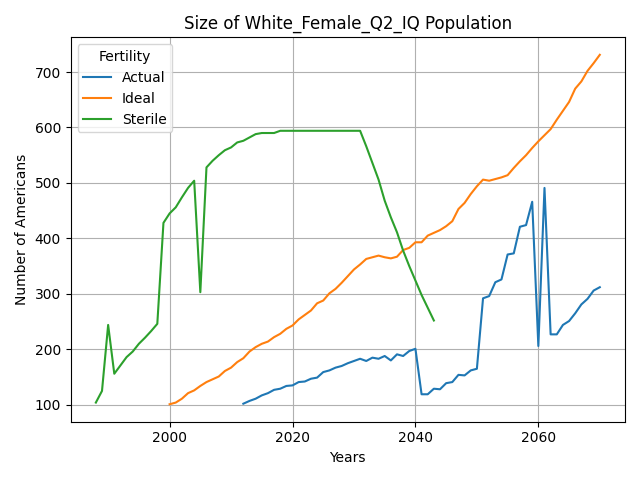 Size of White_Female_Q2_IQ Population
Fertility
Actual
Ideal
Sterile
Number of Americans
700
600
500
400
300
200
100
2000 2020 2040 2060
Years